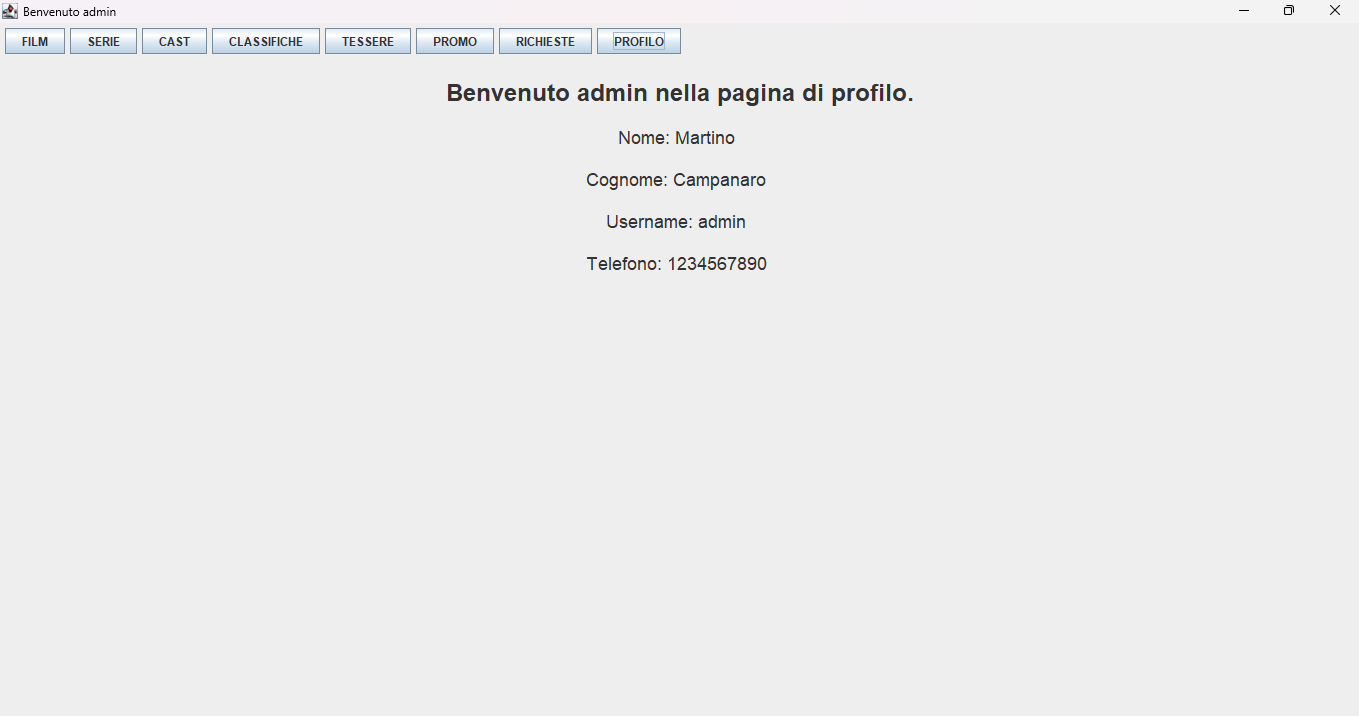 Benvenuto admin
FILM SERIE CAST CLASSIFICHE TESSERE PROMO RICHIESTE PROFILO
Benvenuto admin nella pagina di profilo.
Nome: Martino
Cognome: Campanaro
Username: admin
Telefono: 1234567890